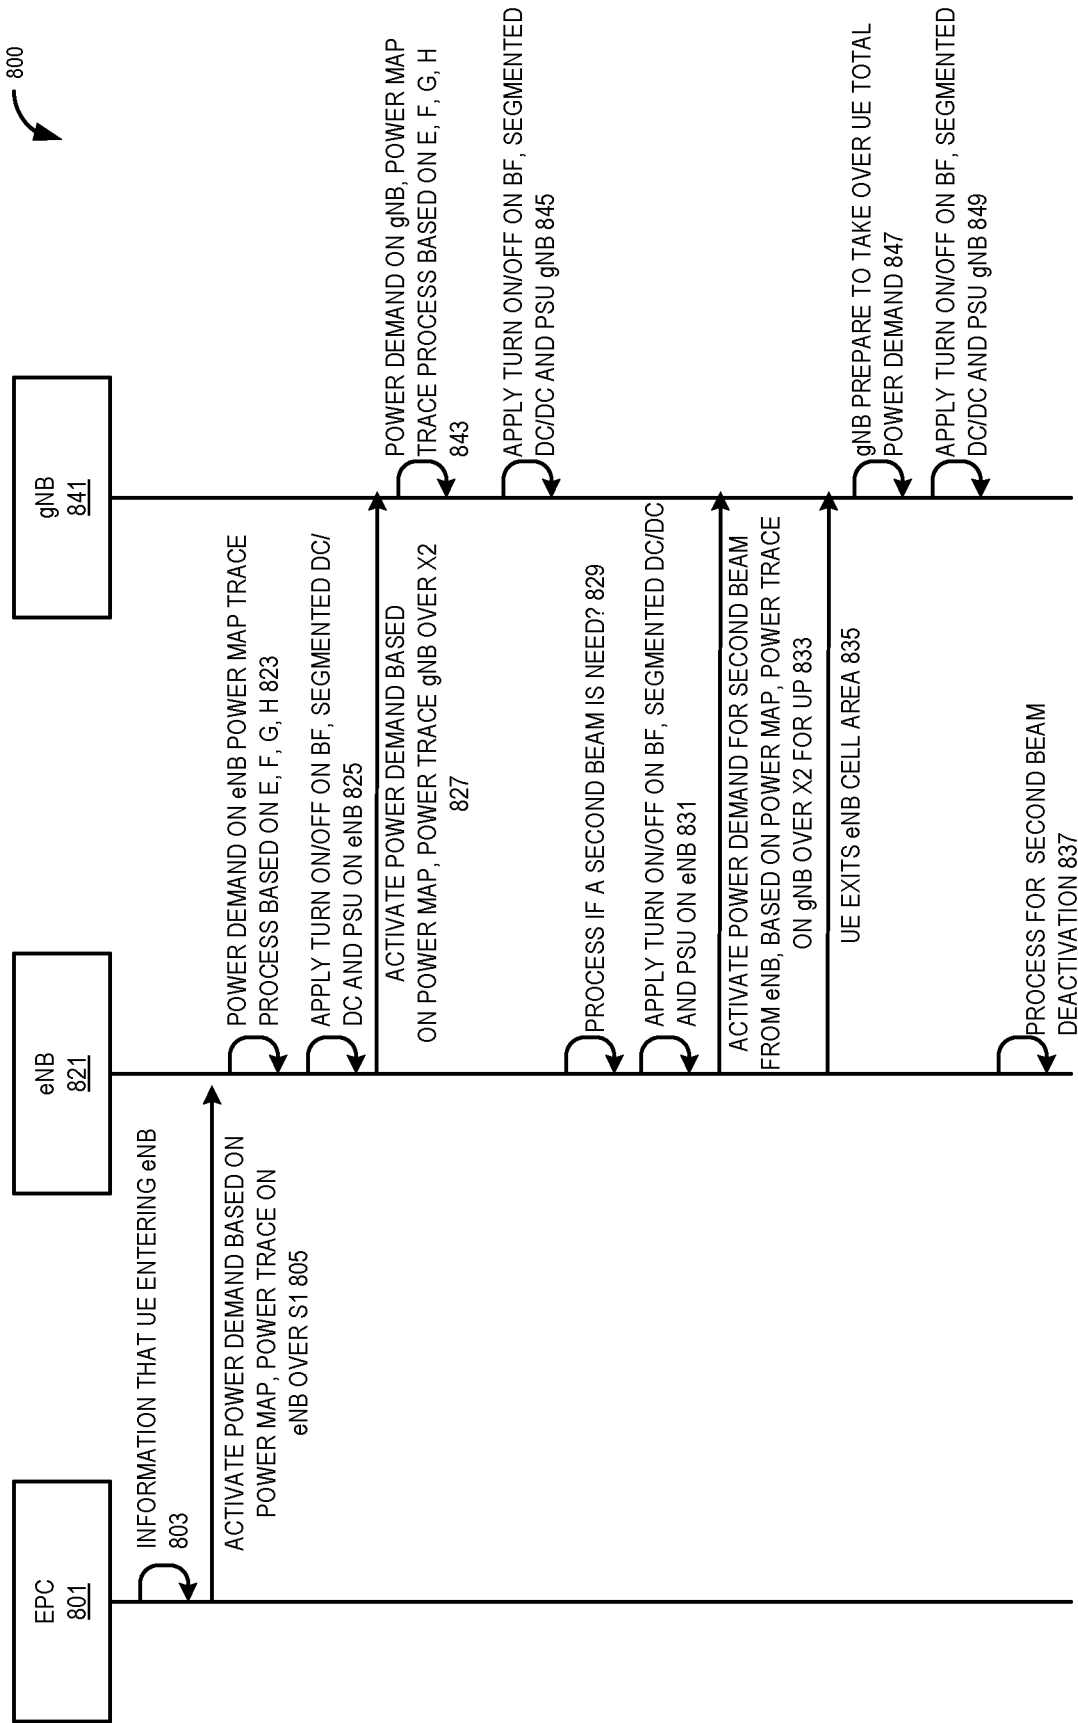 800
EPC
801
eNB
821
gNB
841
INFORMATION THAT UE ENTERING eNB
803
ACTIVATE POWER DEMAND BASED ON
POWER MAP, POWER TRACE ON
eNB OVER S1 805
POWER DEMAND ON eNB POWER MAP TRACE
PROCESS BASED ON E, F, G, H 823
APPLY TURN ON/OFF ON BF, SEGMENTED DC/
DC AND PSU ON eNB 825
ACTIVATE POWER DEMAND BASED
ON POWER MAP, POWER TRACE gNB OVER X2
827
POWER DEMAND ON gNB, POWER MAP
TRACE PROCESS BASED ON E, F, G, H
843
APPLY TURN ON/OFF ON BF, SEGMENTED
DC/DC AND PSU gNB 845
PROCESS IF A SECOND BEAM IS NEED? 829
APPLY TURN ON/OFF ON BF, SEGMENTED DC/DC
AND PSU ON eNB 831
ACTIVATE POWER DEMAND FOR SECOND BEAM
FROM eNB, BASED ON POWER MAP, POWER TRACE
ON gNB OVER X2 FOR UP 833
UE EXITS eNB CELL AREA 835
gNB PREPARE TO TAKE OVER UE TOTAL
POWER DEMAND 847
APPLY TURN ON/OFF ON BF, SEGMENTED
DC/DC AND PSU gNB 849
PROCESS FOR SECOND BEAM
DEACTIVATION 837